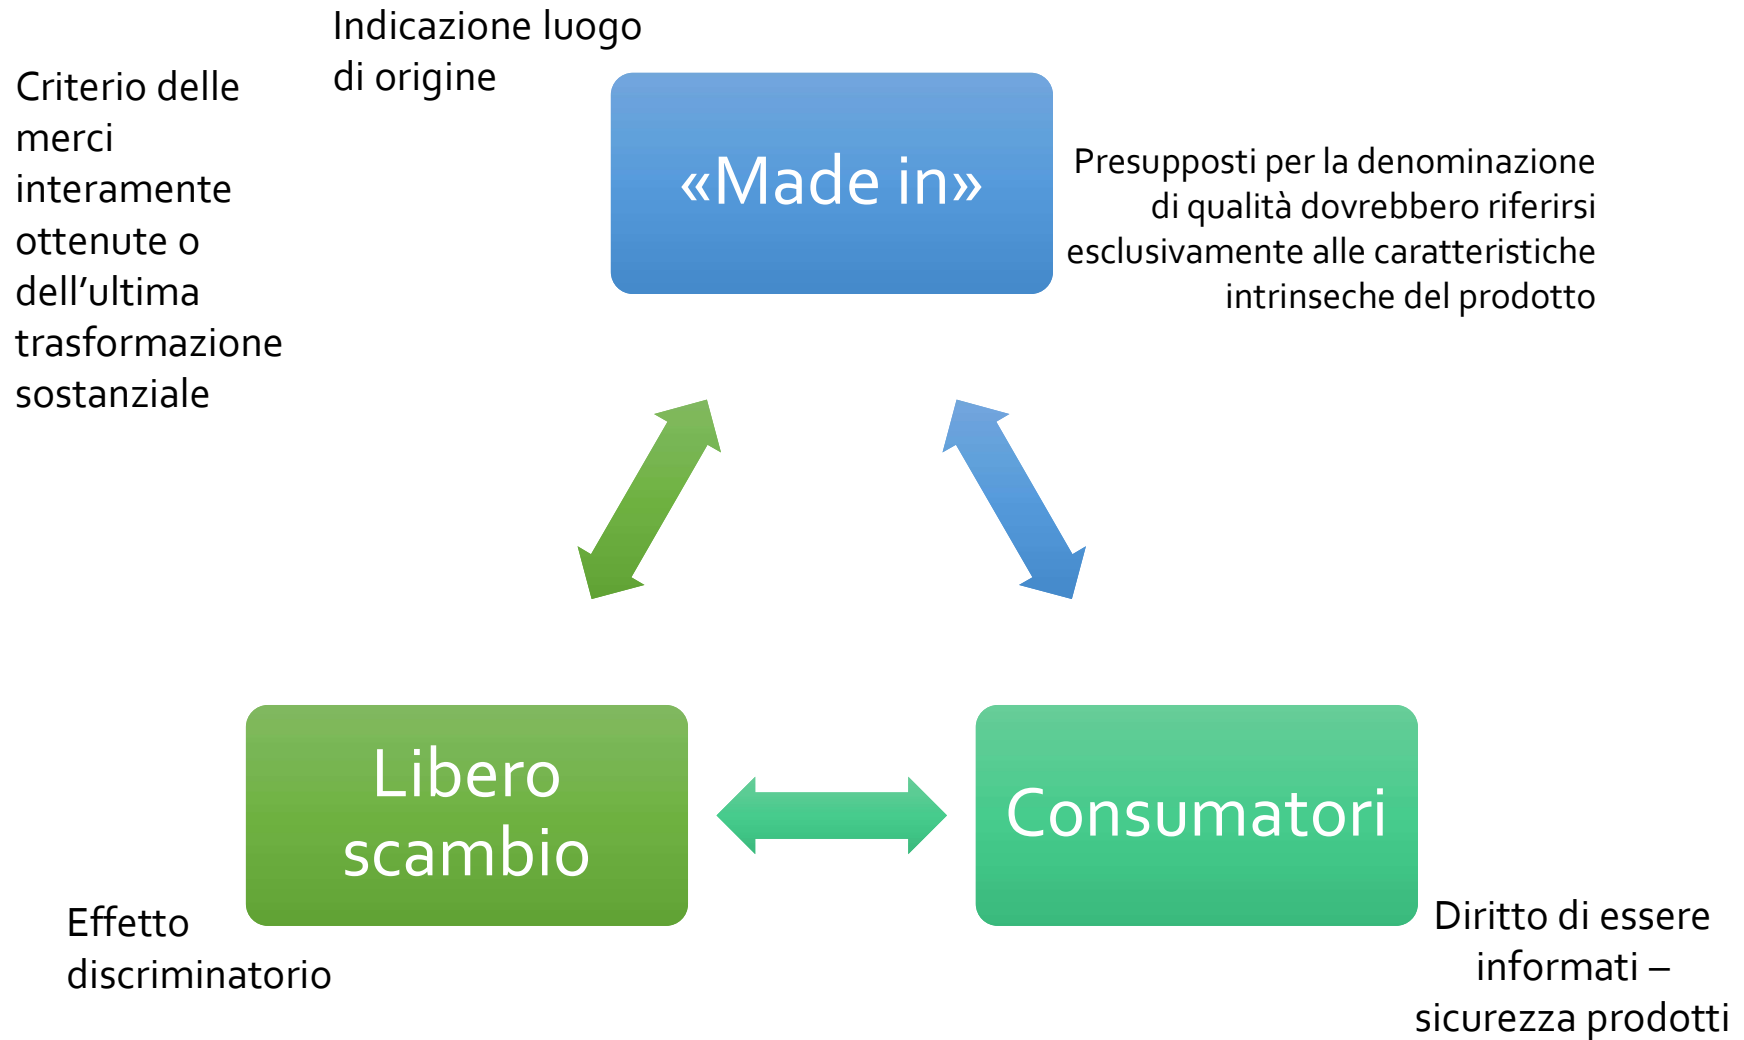 Indicazione luogo
di origine
Criterio delle
merci
interamente
ottenute o
dell’ultima
trasformazione
sostanziale
«Made in»
Presupposti per la denominazione
di qualità dovrebbero riferirsi
esclusivamente alle caratteristiche
intrinseche del prodotto
Libero
scambio
Consumatori
Effetto
discriminatorio
Diritto di essere
informati –
sicurezza prodotti